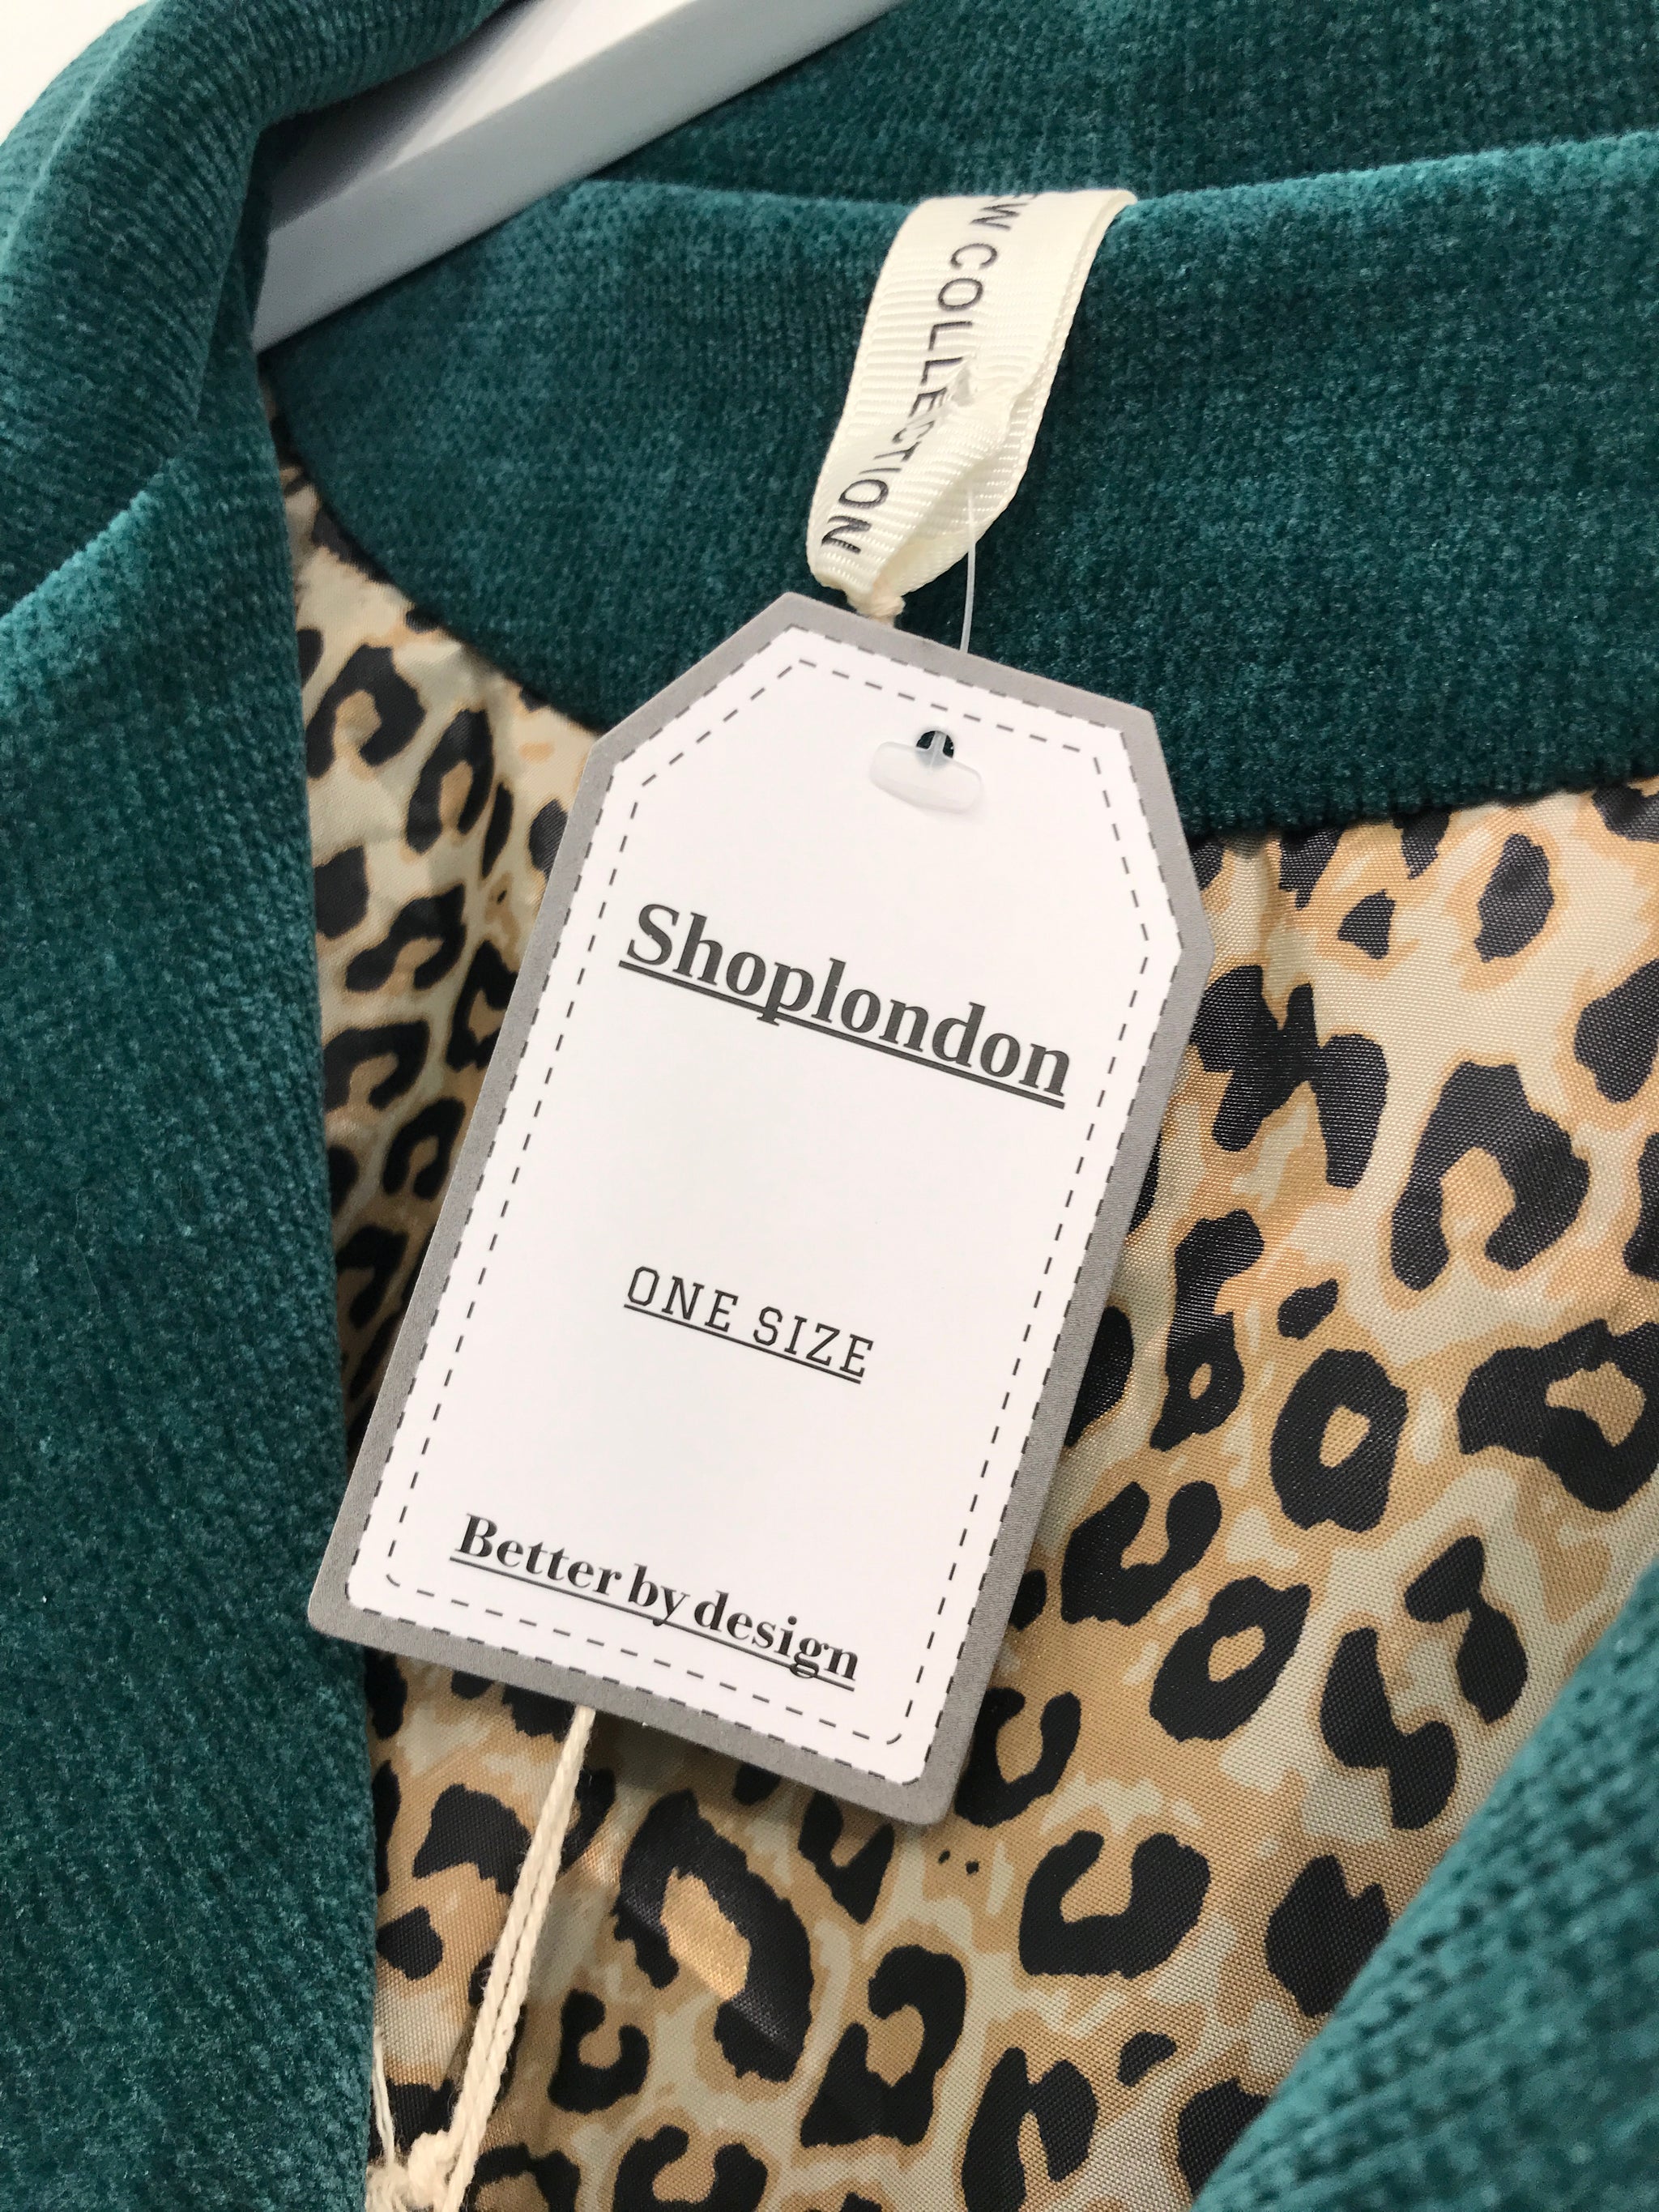 COLLECTION
Shoplondon
ONE SIZE
Better by design